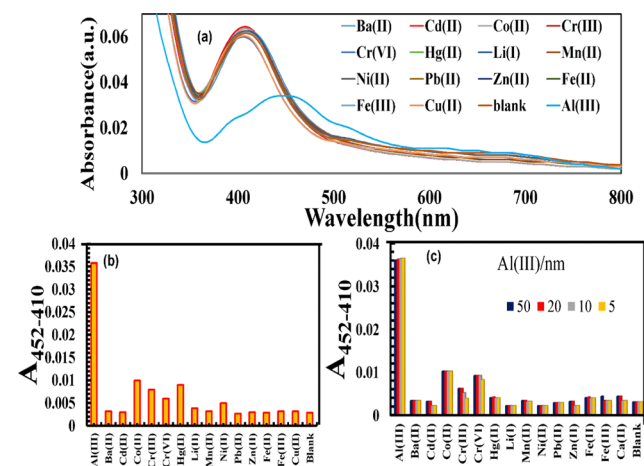 (a)
Absorbance(a.u.)
0.06
0.04
0.02
0
300 400 500 600 700 800
Wavelength(nm)
Ba(II) Cd(II) Co(II) Cr(III)
Cr(VI) Hg(II) Li(I) Mn(II)
Ni(II) Pb(II) Zn(II) Fe(II)
Fe(III) Cu(II) blank Al(III)
(b)
A452-410
0.04
0.035
0.03
0.025
0.02
0.015
0.01
0.005
0
Al(III) Ba(II) Cd(II) Co(II) Cr(III) Cr(VI) Hg(II) Li(II) Mn(II) Ni(II) Pb(II) Zn(II) Fe(II) Fe(III) Cu(II) Blank
(c)
Al(III)/nm
50 20 10 5
A452-410
0.04
0.03
0.02
0.01
0
Al(III) Ba(II) Cd(II) Co(II) Cr(III) Cr(VI) Hg(II) Li(I) Mn(II) Ni(II) Pb(II) Zn(II) Fe(II) Fe(III) Ca(II) Blank